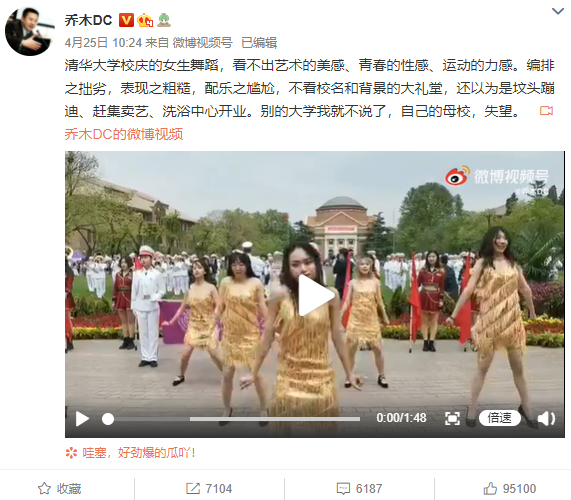 乔木DC
4月25日 10:24 来自 微博视频号 已编辑
清华大学校庆的女生舞蹈，看不出艺术的美感、青春的性感、运动的力感。编排
之拙劣，表现之粗糙，配乐之尴尬，不看校名和背景的大礼堂，还以为是坟头蹦
迪、赶集卖艺、洗浴中心开业。别的大学我就不说了，自己的母校，失望。
乔木DC的微博视频
微博视频号
乔木DC
0:00/1:48 倍速
哇塞，好劲爆的瓜吖！
收藏 7104 6187 95100